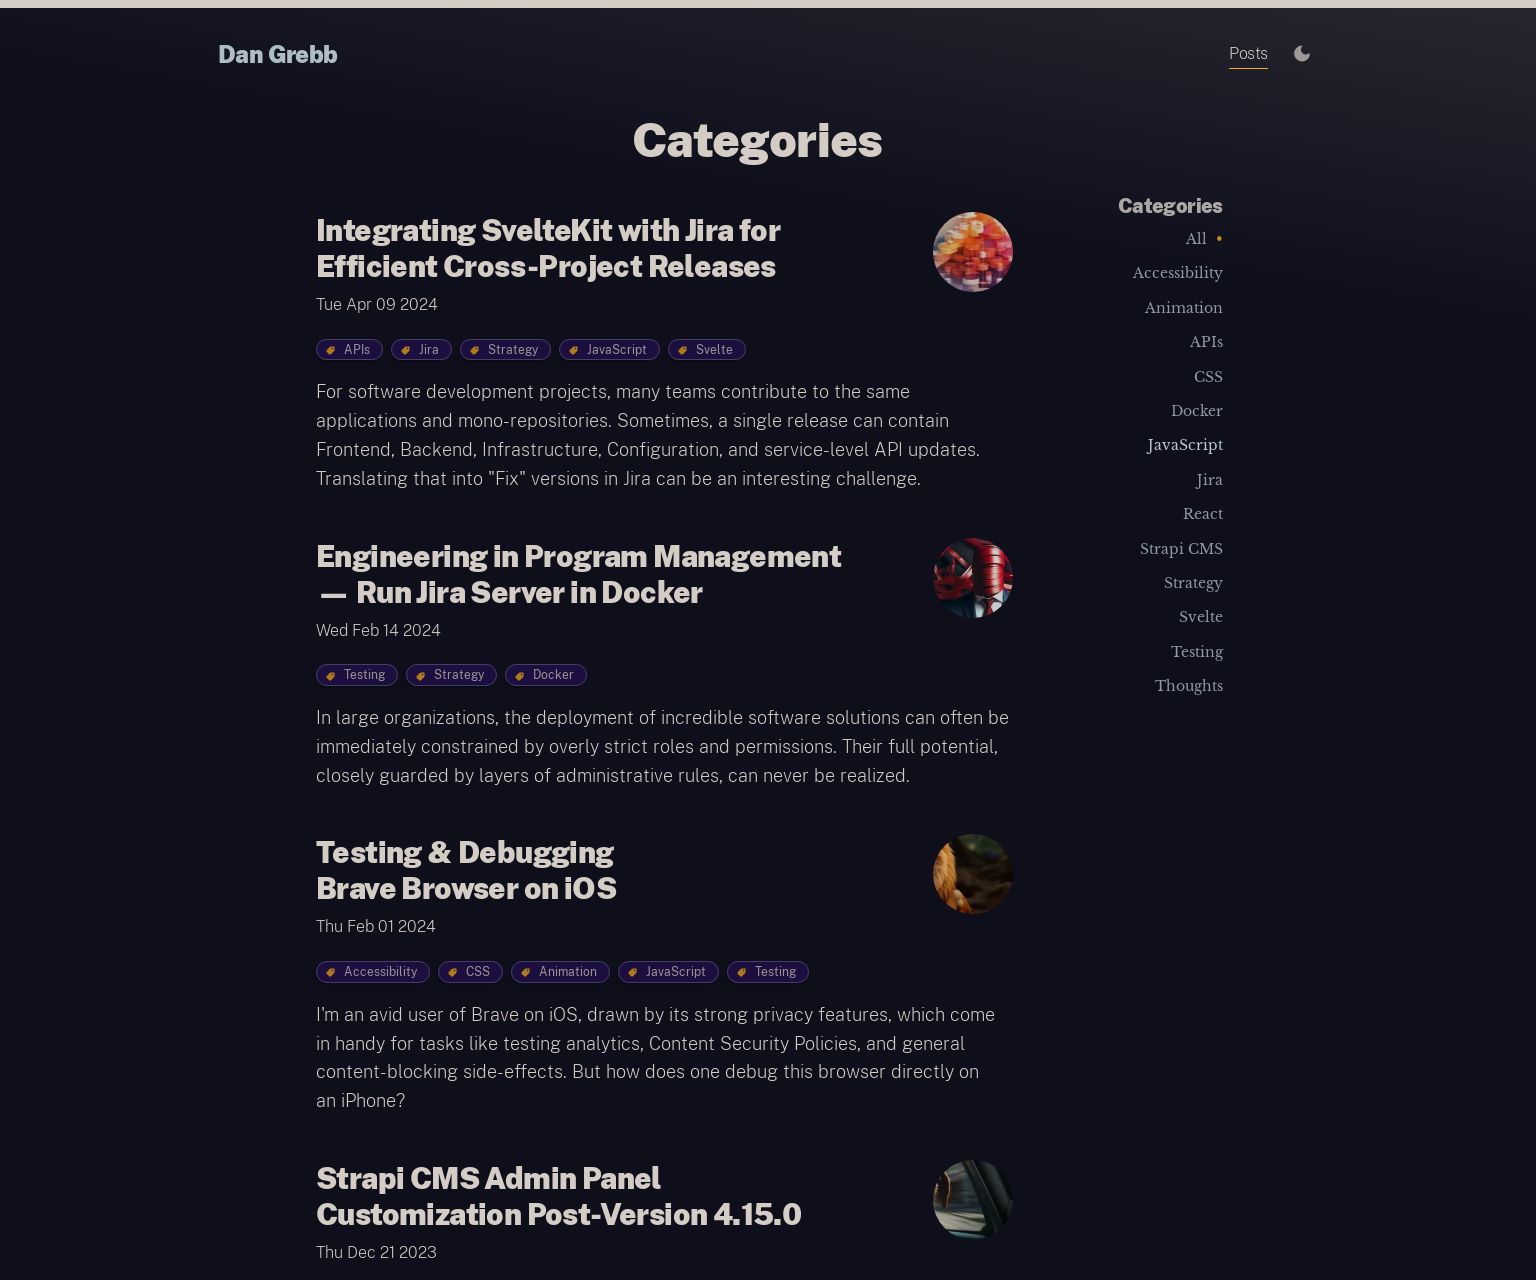 Dan Grebb
Posts
Categories
Integrating SvelteKit with Jira for
Efficient Cross-Project Releases
Tue Apr 09 2024
APIs Jira Strategy JavaScript Svelte
For software development projects, many teams contribute to the same
applications and mono-repositories. Sometimes, a single release can contain
Frontend, Backend, Infrastructure, Configuration, and service-level API updates.
Translating that into "Fix" versions in Jira can be an interesting challenge.
Engineering in Program Management
— Run Jira Server in Docker
Wed Feb 14 2024
Testing Strategy Docker
In large organizations, the deployment of incredible software solutions can often be
immediately constrained by overly strict roles and permissions. Their full potential,
closely guarded by layers of administrative rules, can never be realized.
Testing & Debugging
Brave Browser on iOS
Thu Feb 01 2024
Accessibility CSS Animation JavaScript Testing
I'm an avid user of Brave on iOS, drawn by its strong privacy features, which come
in handy for tasks like testing analytics, Content Security Policies, and general
content-blocking side-effects. But how does one debug this browser directly on
an iPhone?
Strapi CMS Admin Panel
Customization Post-Version 4.15.0
Thu Dec 21 2023
Categories
All •
Accessibility
Animation
APIs
CSS
Docker
JavaScript
Jira
React
Strapi CMS
Strategy
Svelte
Testing
Thoughts